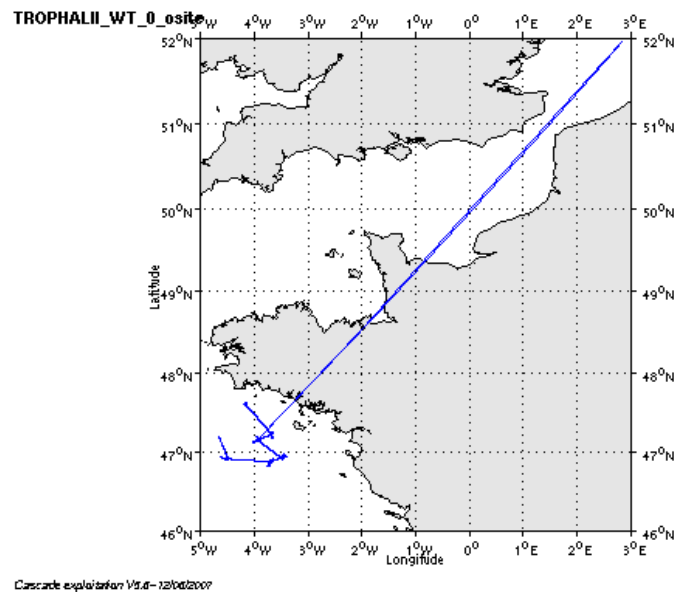 TROPHALII_WT_0_osite
5°W 4°W 3°W 2°W 1°W 0° 1°E 2°E 3°E
52°N 52°N
51°N 51°N
50°N 50°N
49°N 49°N
Latitude
48°N 48°N
47°N 47°N
46°N 46°N
5°W 4°W 3°W 2°W 1°W 0° 1°E 2°E 3°E
Longitude
Cascade exploitation V5.6-12/06/2007